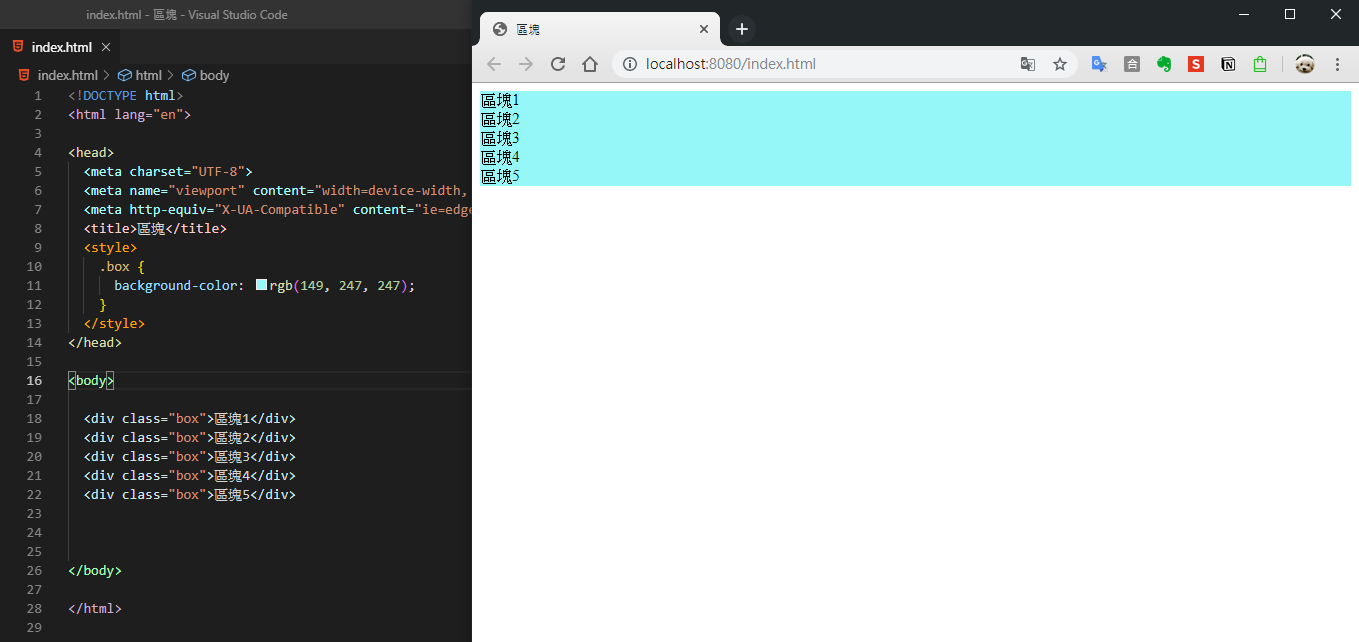 index.html - 區塊 - Visual Studio Code
index.html
index.html > html > body
1 <!DOCTYPE html>
2 <html lang="en">
3
4 <head>
5 <meta charset="UTF-8">
6 <meta name="viewport" content="width=device-width,
7 <meta http-equiv="X-UA-Compatible" content="ie=edge
8 <title>區塊</title>
9 <style>
10 .box {
11 background-color: rgb(149, 247, 247);
12 }
13 </style>
14 </head>
15
16 <body>
17
18 <div class="box">區塊1</div>
19 <div class="box">區塊2</div>
20 <div class="box">區塊3</div>
21 <div class="box">區塊4</div>
22 <div class="box">區塊5</div>
23
24
25
26 </body>
27
28 </html>
29
區塊
localhost:8080/index.html
區塊1
區塊2
區塊3
區塊4
區塊5